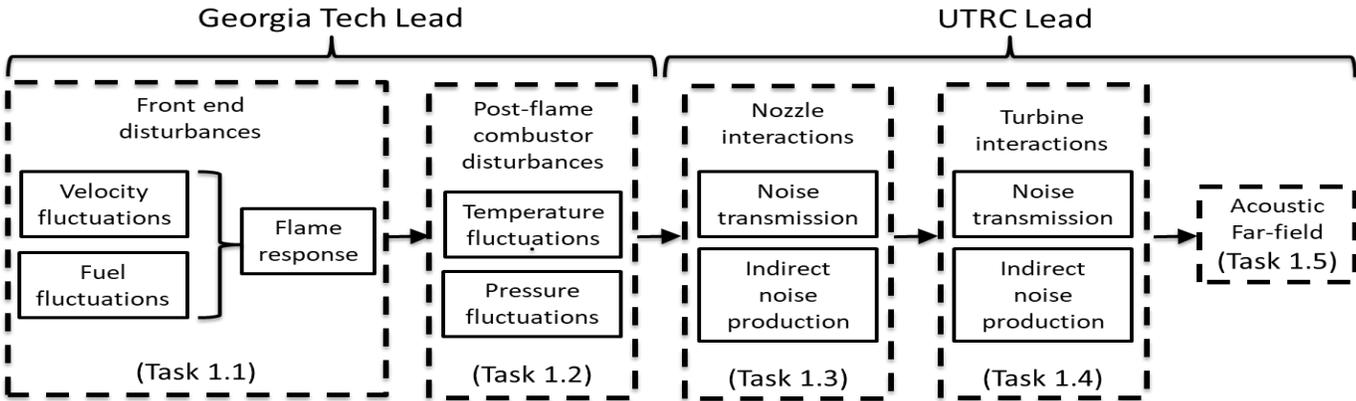 Georgia Tech Lead
UTRC Lead
Front end
disturbances
Velocity
fluctuations
Fuel
fluctuations
Flame
response
(Task 1.1)
Post-flame
combustor
disturbances
Temperature
fluctuations
Pressure
fluctuations
(Task 1.2)
Nozzle
interactions
Noise
transmission
Indirect
noise
production
(Task 1.3)
Turbine
interactions
Noise
transmission
Indirect
noise
production
(Task 1.4)
Acoustic
Far-field
(Task 1.5)